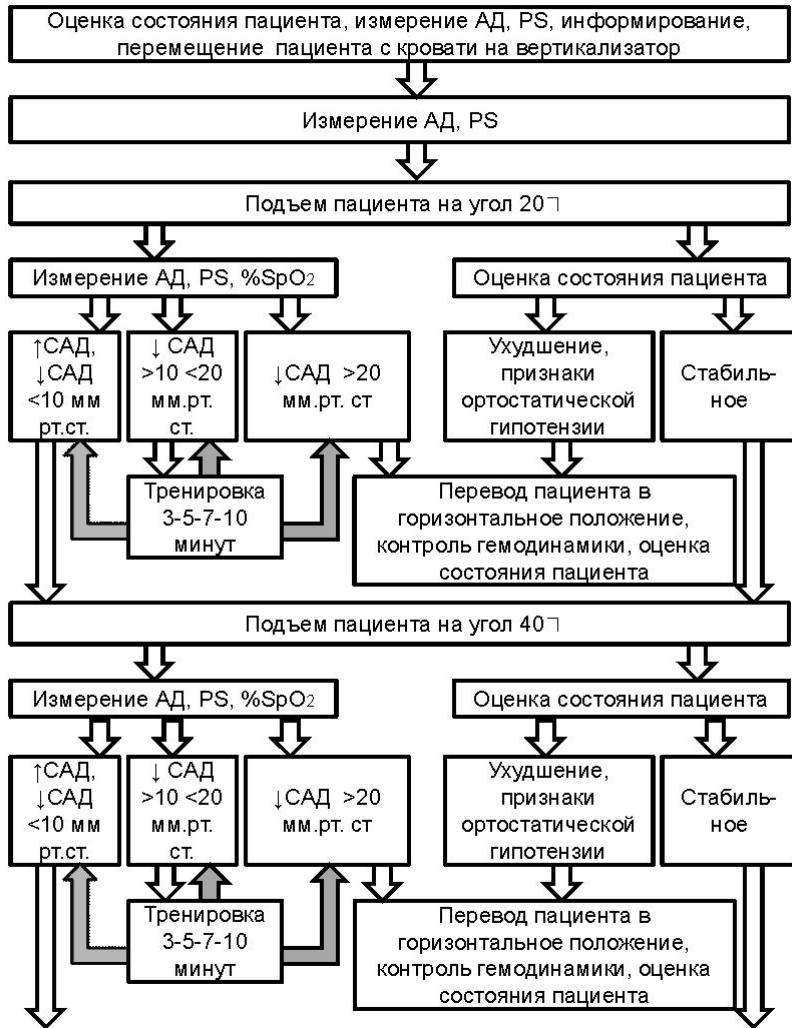 Оценка состояния пациента, измерение АД, PS, информирование,
перемещение пациента с кровати на вертикализатор
Измерение АД, PS
Подъем пациента на угол 20┐
Измерение АД, PS, %SpO2
Оценка состояния пациента
↑САД,
↓САД
<10 мм
рт.ст.
↓ САД
>10 <20
мм.рт.
ст.
↓САД >20
мм.рт. ст
Ухудшение,
признаки
ортостатической
гипотензии
Стабиль-
ное
Тренировка
3-5-7-10
минут
Перевод пациента в
горизонтальное положение,
контроль гемодинамики, оценка
состояния пациента
Подъем пациента на угол 40┐
Измерение АД, PS, %SpO2
Оценка состояния пациента
↑САД,
↓САД
<10 мм
рт.ст.
↓ САД
>10 <20
мм.рт.
ст.
↓САД >20
мм.рт. ст
Ухудшение,
признаки
ортостатической
гипотензии
Стабиль-
ное
Тренировка
3-5-7-10
минут
Перевод пациента в
горизонтальное положение,
контроль гемодинамики, оценка
состояния пациента